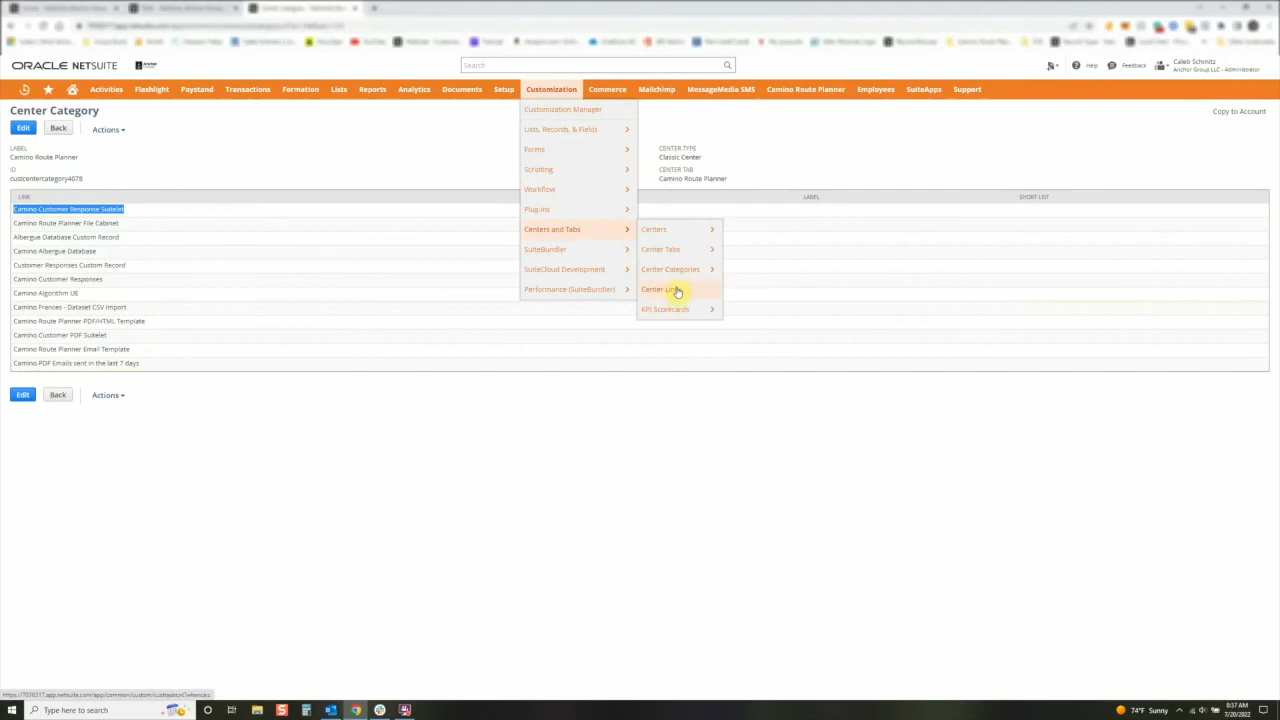 ORACLE NETSUITE
Search
Help
Feedback
Caleb Schmitz
Anchor Group LLC - Administrator
Activities Flashlight Paystand Transactions Formation Lists Reports Analytics Documents Setup Customization Commerce Mailchimp MessageMedia SMS Camino Route Planner Employees SuiteApps Support
Center Category
Copy to Account
Edit Back Actions
LABEL
Camino Route Planner
ID
custcentercategory4078
CENTER TYPE
Classic Center
CENTER TAB
Camino Route Planner
LINK LABEL SHORT LIST
Camino Customer Response Suitelet
Camino Route Planner File Cabinet
Albergue Database Custom Record
Camino Albergue Database
Customer Responses Custom Record
Camino Customer Responses
Camino Algorithm UE
Camino Frances - Dataset CSV Import
Camino Route Planner PDF/HTML Template
Camino Customer PDF Suitelet
Camino Route Planner Email Template
Camino PDF Emails sent in the last 7 days
Customization Manager
Lists, Records, & Fields
Forms
Scripting
Workflow
Plug-ins
Centers and Tabs
SuiteBundler
SuiteCloud Development
Performance (SuiteBundler)
Centers
Center Tabs
Center Categories
Center
KPI Scorecards
Edit Back Actions
Type here to search
74°F Sunny
8:37 AM
7/20/2022